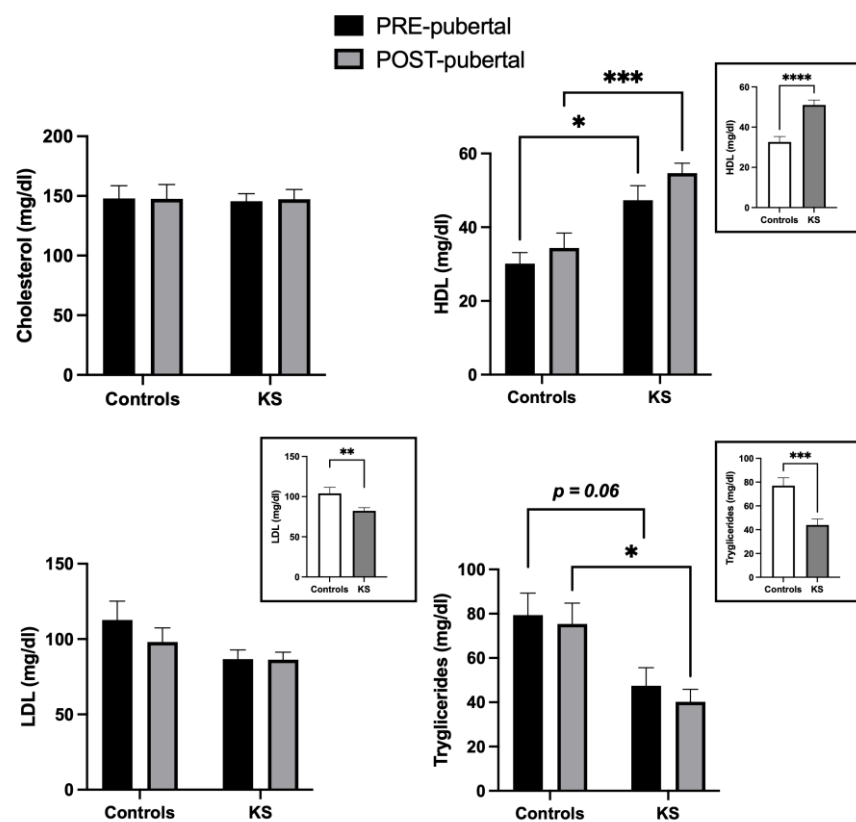 PRE-pubertal
POST-pubertal
Cholesterol (mg/dl)
200
150
100
50
0
Controls
KS
HDL (mg/dl)
60
40
20
0
*
***
Controls
KS
HDL (mg/dl)
60
40
20
0
****
Controls
KS
LDL (mg/dl)
150
100
50
0
Controls
KS
LDL (mg/dl)
150
100
50
0
**
Controls
KS
Tryglicerides (mg/dl)
100
80
60
40
20
0
p = 0.06
*
Controls
KS
Tryglicerides (mg/dl)
100
80
60
40
20
0
***
Controls
KS